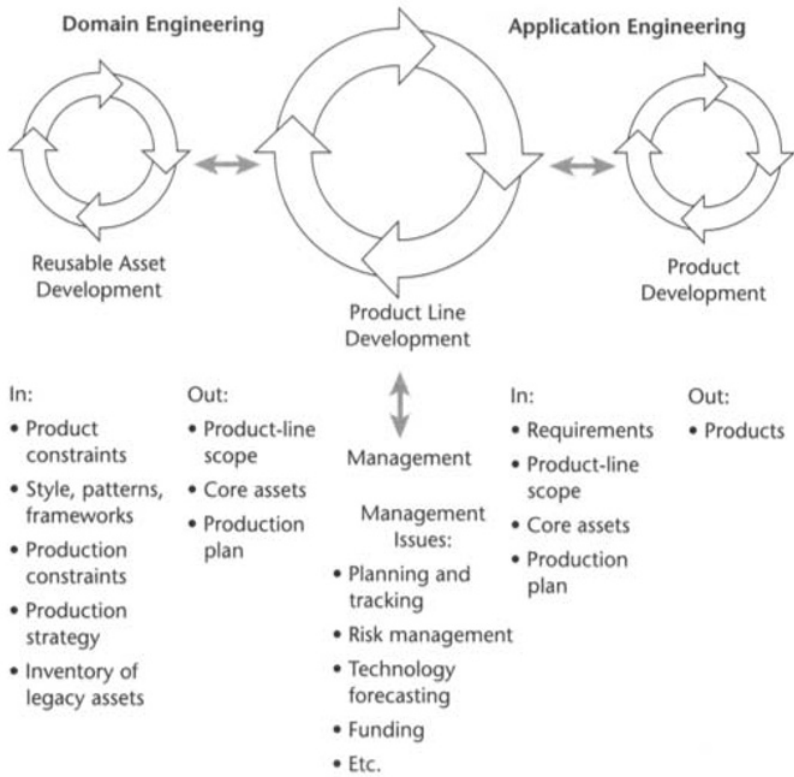 Domain Engineering
Application Engineering
Reusable Asset
Development
Product Line
Development
Product
Development
In:
• Product
constraints
• Style, patterns,
frameworks
• Production
constraints
• Production
strategy
• Inventory of
legacy assets
Out:
• Product-line
scope
• Core assets
• Production
plan
Management
Management
Issues:
• Planning and
tracking
• Risk management
• Technology
forecasting
• Funding
• Etc.
In:
• Requirements
• Product-line
scope
• Core assets
• Production
plan
Out:
• Products